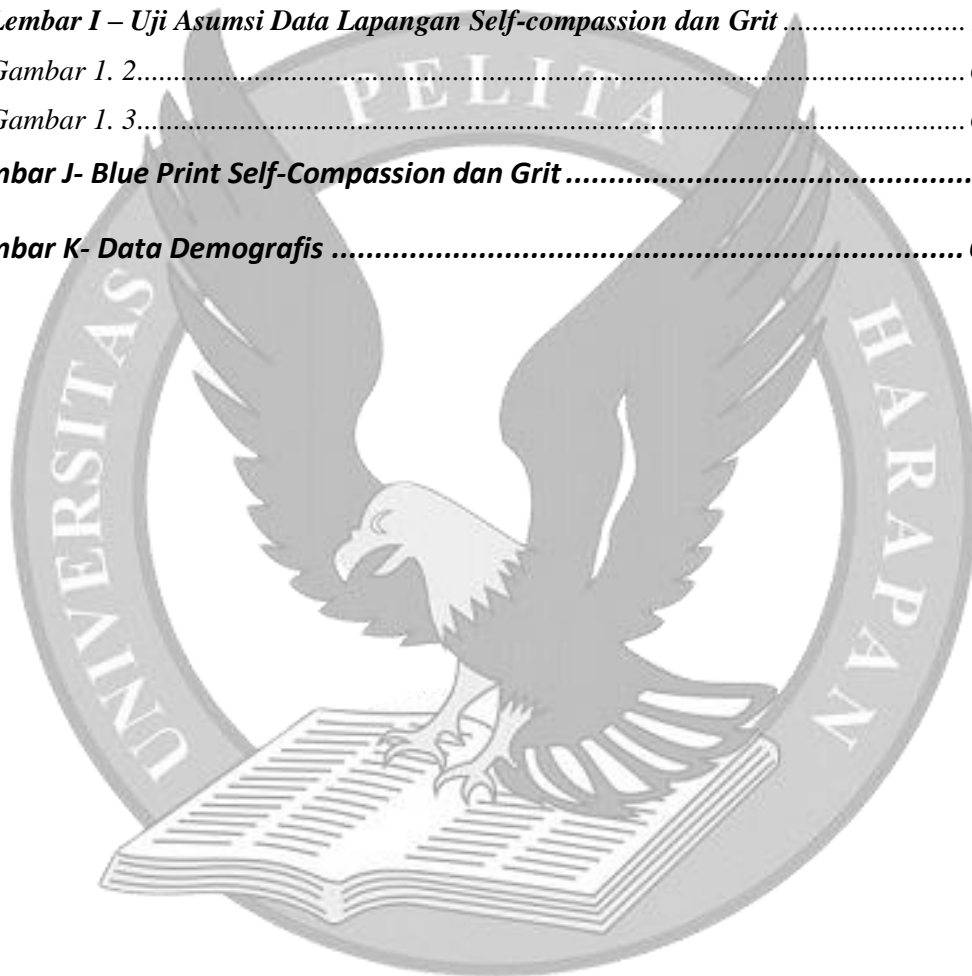 Lembar I – Uji Asumsi Data Lapangan Self-compassion dan Grit
Gambar 1. 2
Gambar 1. 3
mbar J- Blue Print Self-Compassion dan Grit
mbar K- Data Demografis
UNIVERSITAS PELITA HARAPAN